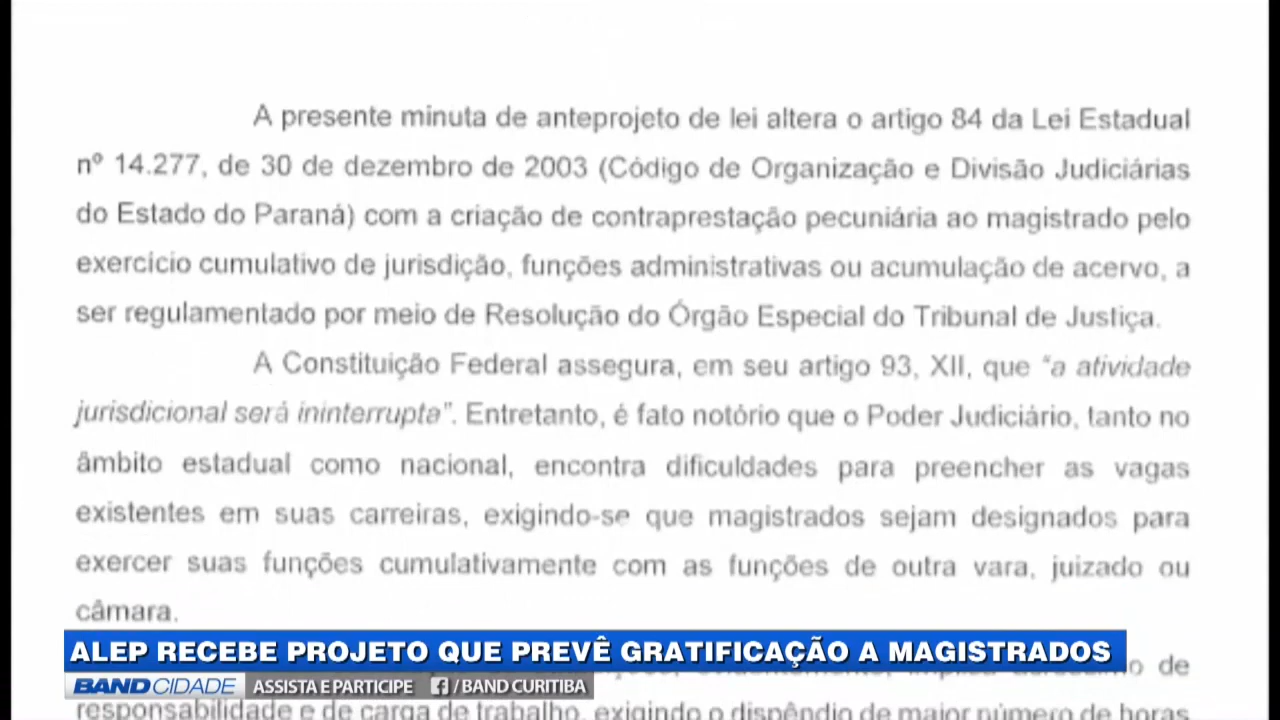 A presente minuta de anteprojeto de lei altera o artigo 84 da Lei Estadual
nº 14.277, de 30 de dezembro de 2003 (Código de Organização e Divisão Judiciárias
do Estado do Paraná) com a criação de contraprestação pecuniária ao magistrado pelo
exercício cumulativo de jurisdição, funções administrativas ou acumulação de acervo, a
ser regulamentado por meio de Resolução do Órgão Especial do Tribunal de Justiça.
A Constituição Federal assegura, em seu artigo 93, XII, que “a atividade
jurisdicional será ininterrupta”. Entretanto, é fato notório que o Poder Judiciário, tanto no
âmbito estadual como nacional, encontra dificuldades para preencher as vagas
existentes em suas carreiras, exigindo-se que magistrados sejam designados para
exercer suas funções cumulativamente com as funções de outra vara, juizado ou
câmara.
ALEP RECEBE PROJETO QUE PREVÊ GRATIFICAÇÃO A MAGISTRADOS
de
BAND CIDADE ASSISTA E PARTICIPE f /BAND CURITIBA
responsabilidade e de carga de trabalho, exigindo o dispêndio de maior número de horas